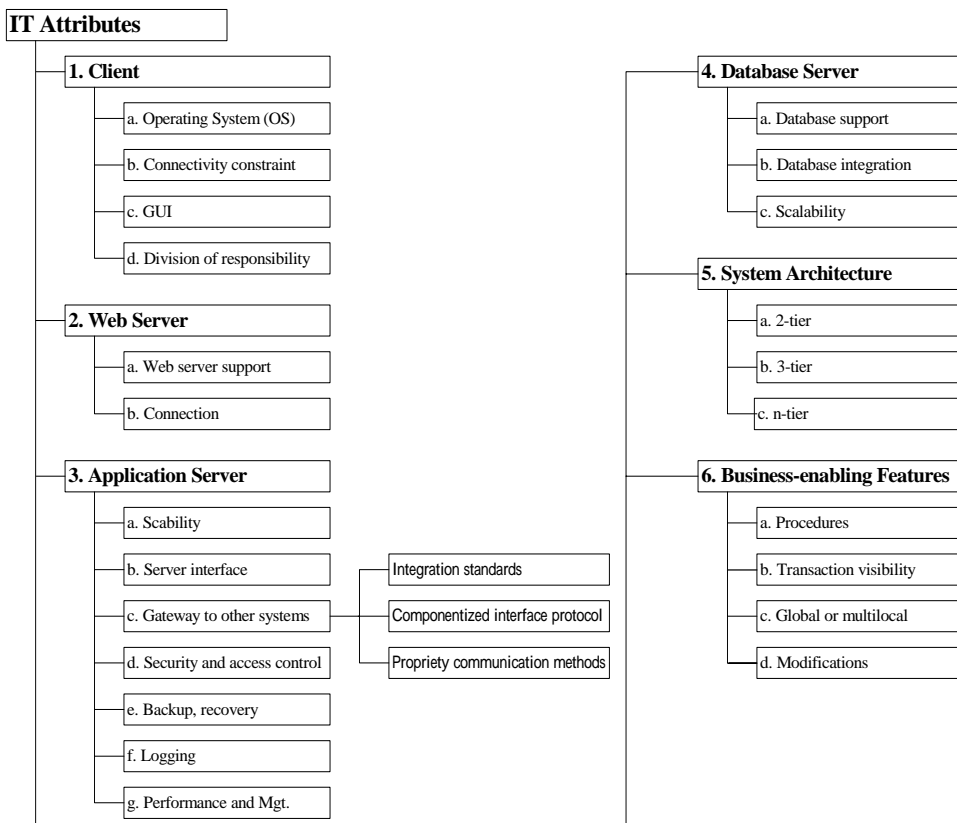 IT Attributes
1. Client
a. Operating System (OS)
b. Connectivity constraint
c. GUI
d. Division of responsibility
2. Web Server
a. Web server support
b. Connection
3. Application Server
a. Scability
b. Server interface
c. Gateway to other systems
Integration standards
Componentized interface protocol
Propriety communication methods
d. Security and access control
e. Backup, recovery
f. Logging
g. Performance and Mgt.
4. Database Server
a. Database support
b. Database integration
c. Scalability
5. System Architecture
a. 2-tier
b. 3-tier
c. n-tier
6. Business-enabling Features
a. Procedures
b. Transaction visibility
c. Global or multilocal
d. Modifications